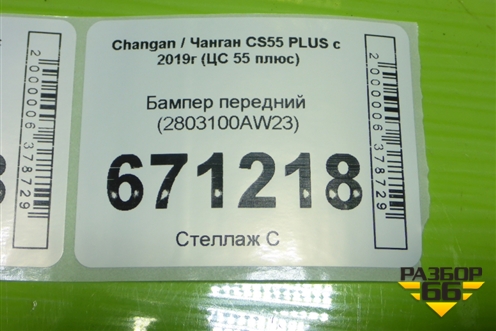 Changan / Чанган CS55 PLUS с
2019г (ЦС 55 плюс)
Бампер передний
(2803100AW23)
671218
Стеллаж С
2000006378729
2000006378729
РАЗБОР
66